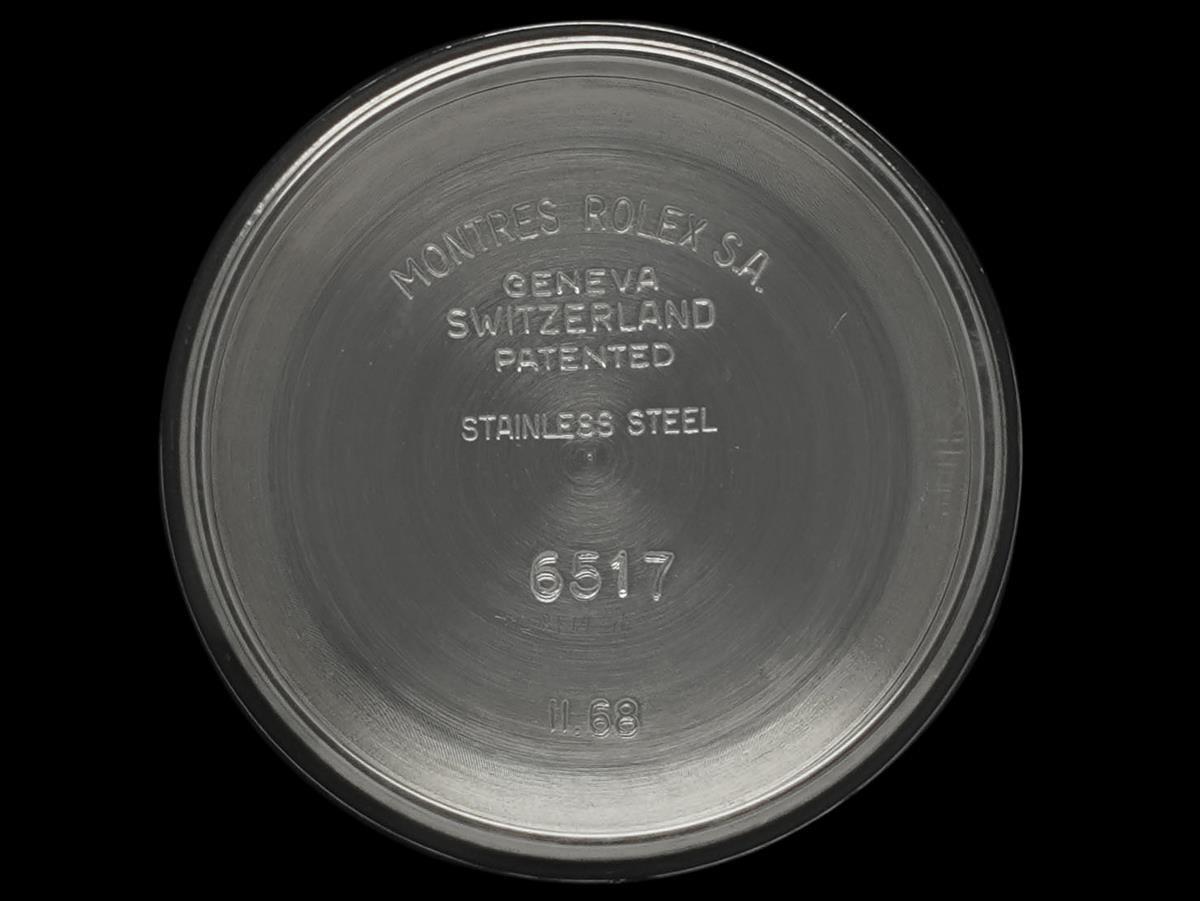 MONTRES ROLEX S.A.
GENEVA
SWITZERLAND
PATENTED
STAINLESS STEEL
6517
II.68